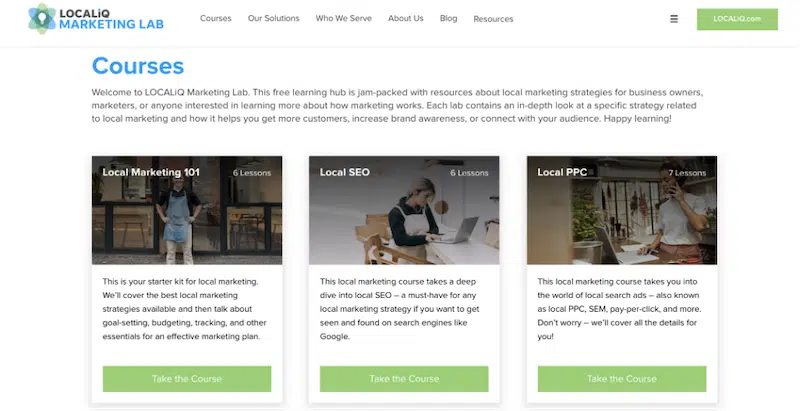 LOCALiQ
MARKETING LAB
Courses
Our Solutions
Who We Serve
About Us
Blog
Resources
LOCALiQ.com
Courses
Welcome to LOCALiQ Marketing Lab. This free learning hub is jam-packed with resources about local marketing strategies for business owners,
marketers, or anyone interested in learning more about how marketing works. Each lab contains an in-depth look at a specific strategy related
to local marketing and how it helps you get more customers, increase brand awareness, or connect with your audience. Happy learning!
Local Marketing 101
6 Lessons
This is your starter kit for local marketing.
We'll cover the best local marketing
strategies available and then talk about
goal-setting, budgeting, tracking, and other
essentials for an effective marketing plan.
Take the Course
Local SEO
6 Lessons
This local marketing course takes a deep
dive into local SEO – a must-have for any
local marketing strategy if you want to get
seen and found on search engines like
Google.
Take the Course
Local PPC
7 Lessons
This local marketing course takes you into
the world of local search ads – also known
as local PPC, SEM, pay-per-click, and more.
Don't worry – we'll cover all the details for
you!
Take the Course